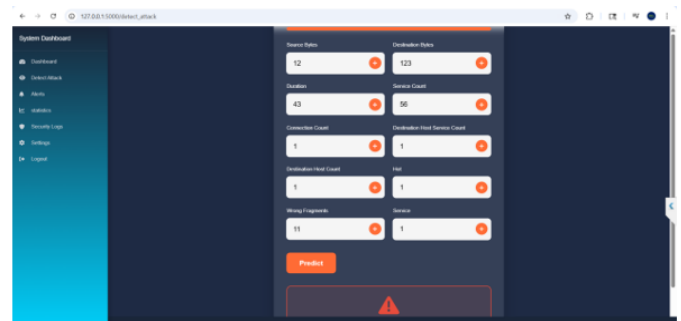 127.0.0.1:5000/detect_attack
System Dashboard
Dashboard
Detect Attack
Alerts
statistics
Security Logs
Settings
Logout
Source Bytes
Destination Bytes
12
123
Duration
Service Count
43
56
Connection Count
Destination Host Service Count
1
1
Destination Host Count
Hot
1
1
Wrong Fragments
Service
11
1
Predict